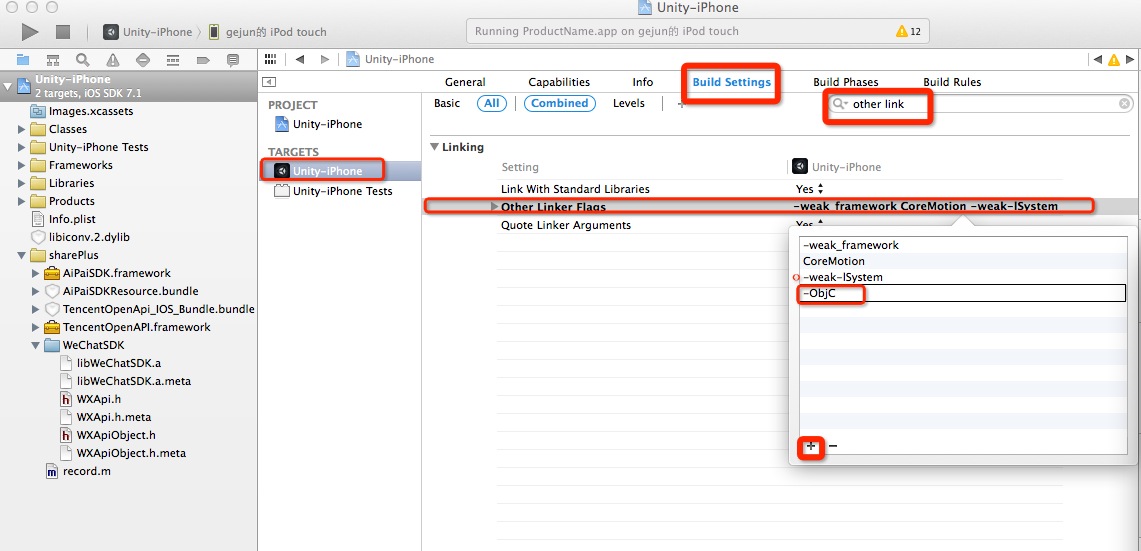 Unity-iPhone
Unity-iPhone gejun的 iPod touch
Running ProductName.app on gejun的 iPod touch 12
Unity-iPhone
General Capabilities Info Build Settings Build Phases Build Rules
Basic All Combined Levels + other link
Unity-iPhone
2 targets, iOS SDK 7.1
Images.xcassets
Classes
Unity-iPhone Tests
Frameworks
Libraries
Products
Info.plist
libiconv.2.dylib
sharePlus
AiPaiSDK.framework
AiPaiSDKResource.bundle
TencentOpenApi_IOS_Bundle.bundle
TencentOpenAPI.framework
WeChatSDK
libWeChatSDK.a
libWeChatSDK.a.meta
WXApi.h
WXApi.h.meta
WXApiObject.h
WXApiObject.h.meta
record.m
PROJECT
Unity-iPhone
TARGETS
Unity-iPhone
Unity-iPhone Tests
Linking
Setting Unity-iPhone
Link With Standard Libraries Yes
Other Linker Flags -weak_framework CoreMotion -weak-lSystem
Quote Linker Arguments Yes
-weak_framework
CoreMotion
-weak-lSystem
-ObjC
+ −